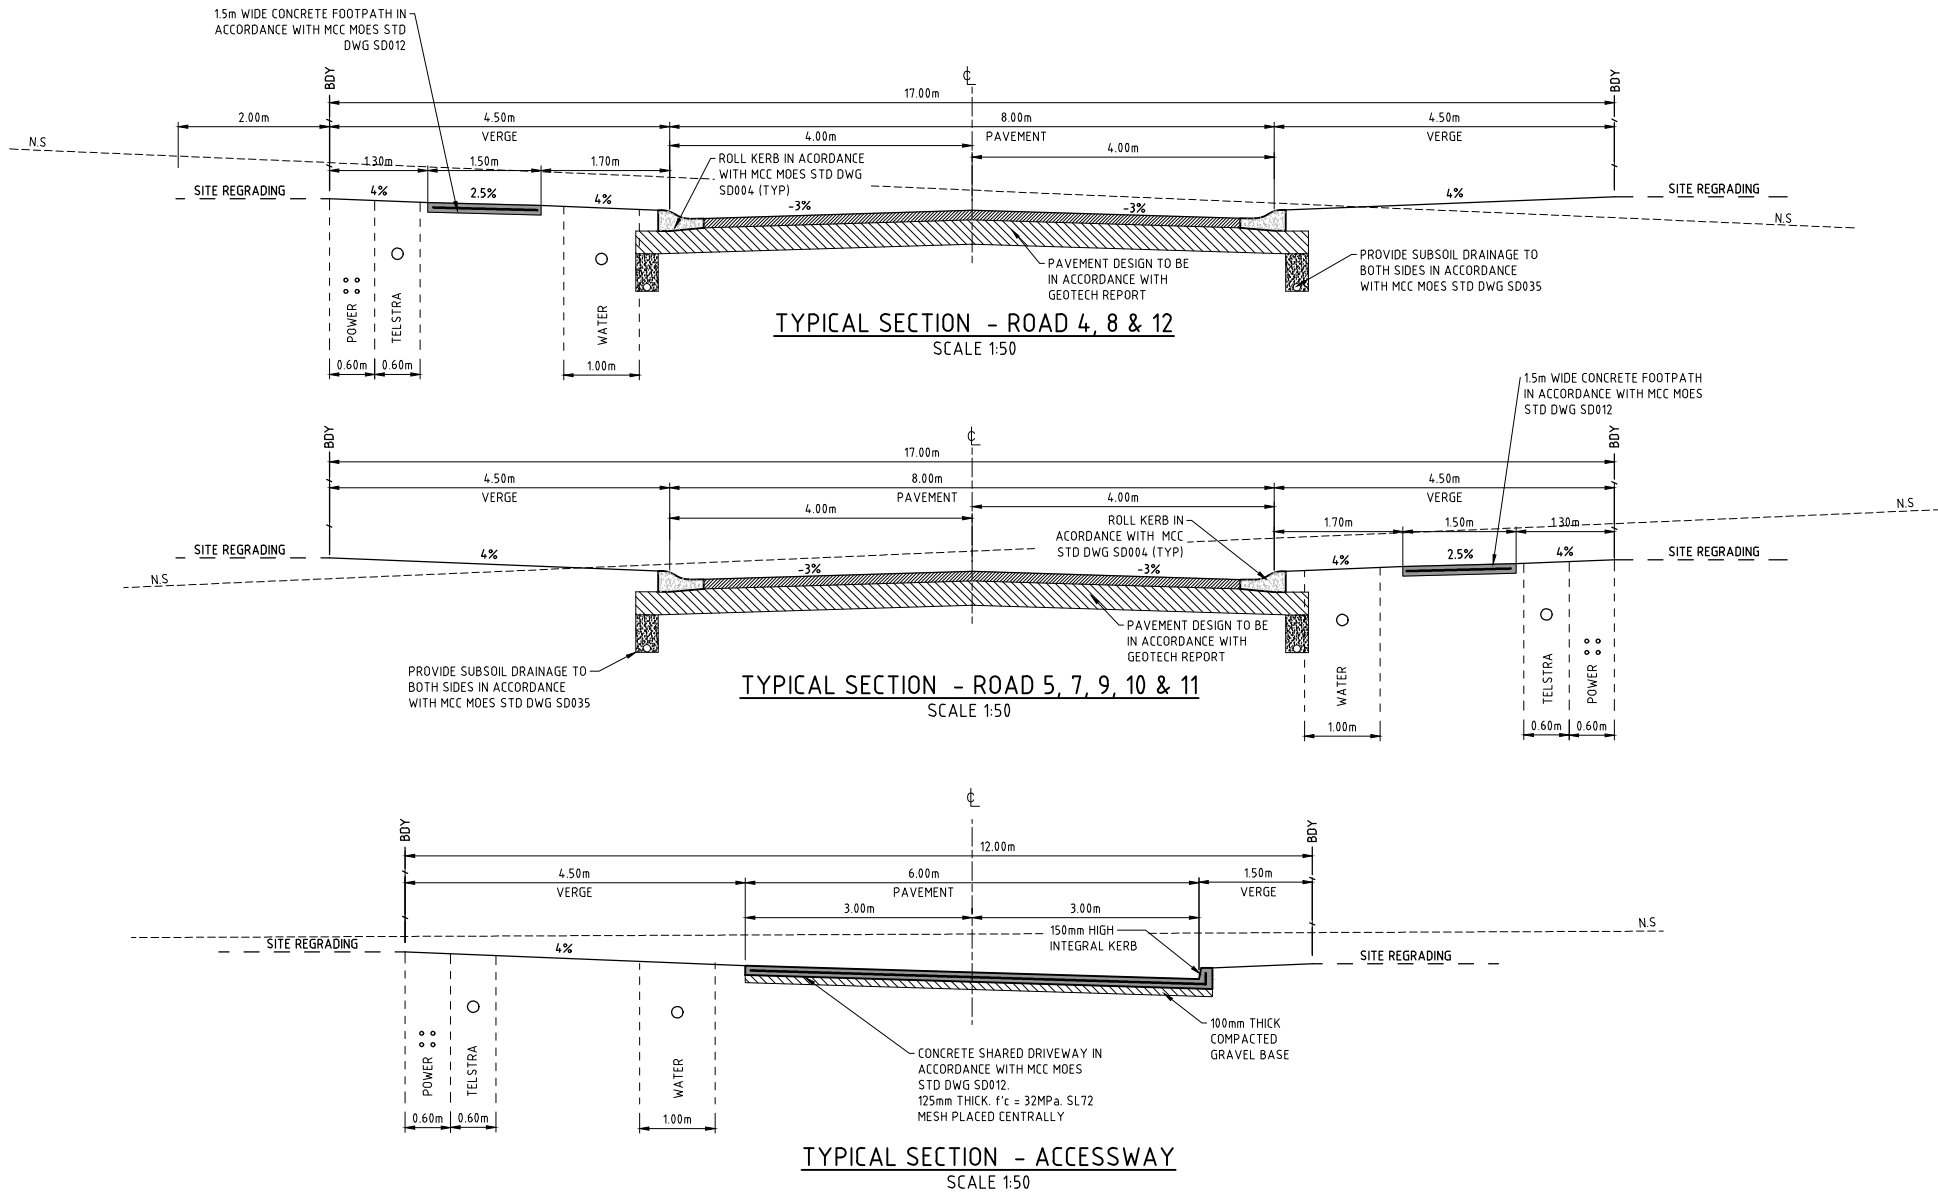 1.5m WIDE CONCRETE FOOTPATH IN
ACCORDANCE WITH MCC MOES STD
DWG SD012
BDY
℄
BDY
17.00m
2.00m
4.50m
VERGE
8.00m
PAVEMENT
4.50m
VERGE
4.00m
4.00m
N.S
1.30m
1.50m
1.70m
ROLL KERB IN ACORDANCE
WITH MCC MOES STD DWG
SD004 (TYP)
SITE REGRADING
4%
2.5%
4%
-3%
-3%
4%
SITE REGRADING
N.S
PAVEMENT DESIGN TO BE
IN ACCORDANCE WITH
GEOTECH REPORT
PROVIDE SUBSOIL DRAINAGE TO
BOTH SIDES IN ACCORDANCE
WITH MCC MOES STD DWG SD035
POWER
TELSTRA
WATER
0.60m
0.60m
1.00m
TYPICAL SECTION - ROAD 4, 8 & 12
SCALE 1:50
1.5m WIDE CONCRETE FOOTPATH
IN ACCORDANCE WITH MCC MOES
STD DWG SD012
BDY
℄
BDY
17.00m
4.50m
VERGE
8.00m
PAVEMENT
4.50m
VERGE
4.00m
4.00m
N.S
ROLL KERB IN
ACORDANCE WITH MCC
STD DWG SD004 (TYP)
1.70m
1.50m
1.30m
SITE REGRADING
4%
-3%
-3%
4%
2.5%
4%
SITE REGRADING
N.S
PAVEMENT DESIGN TO BE
IN ACCORDANCE WITH
GEOTECH REPORT
PROVIDE SUBSOIL DRAINAGE TO
BOTH SIDES IN ACCORDANCE
WITH MCC MOES STD DWG SD035
WATER
TELSTRA
POWER
1.00m
0.60m
0.60m
TYPICAL SECTION - ROAD 5, 7, 9, 10 & 11
SCALE 1:50
℄
BDY
BDY
12.00m
4.50m
VERGE
6.00m
PAVEMENT
1.50m
VERGE
3.00m
3.00m
N.S
150mm HIGH
INTEGRAL KERB
SITE REGRADING
4%
SITE REGRADING
100mm THICK
COMPACTED
GRAVEL BASE
CONCRETE SHARED DRIVEWAY IN
ACCORDANCE WITH MCC MOES
STD DWG SD012.
125mm THICK. f'c = 32MPa. SL72
MESH PLACED CENTRALLY
POWER
TELSTRA
WATER
0.60m
0.60m
1.00m
TYPICAL SECTION - ACCESSWAY
SCALE 1:50